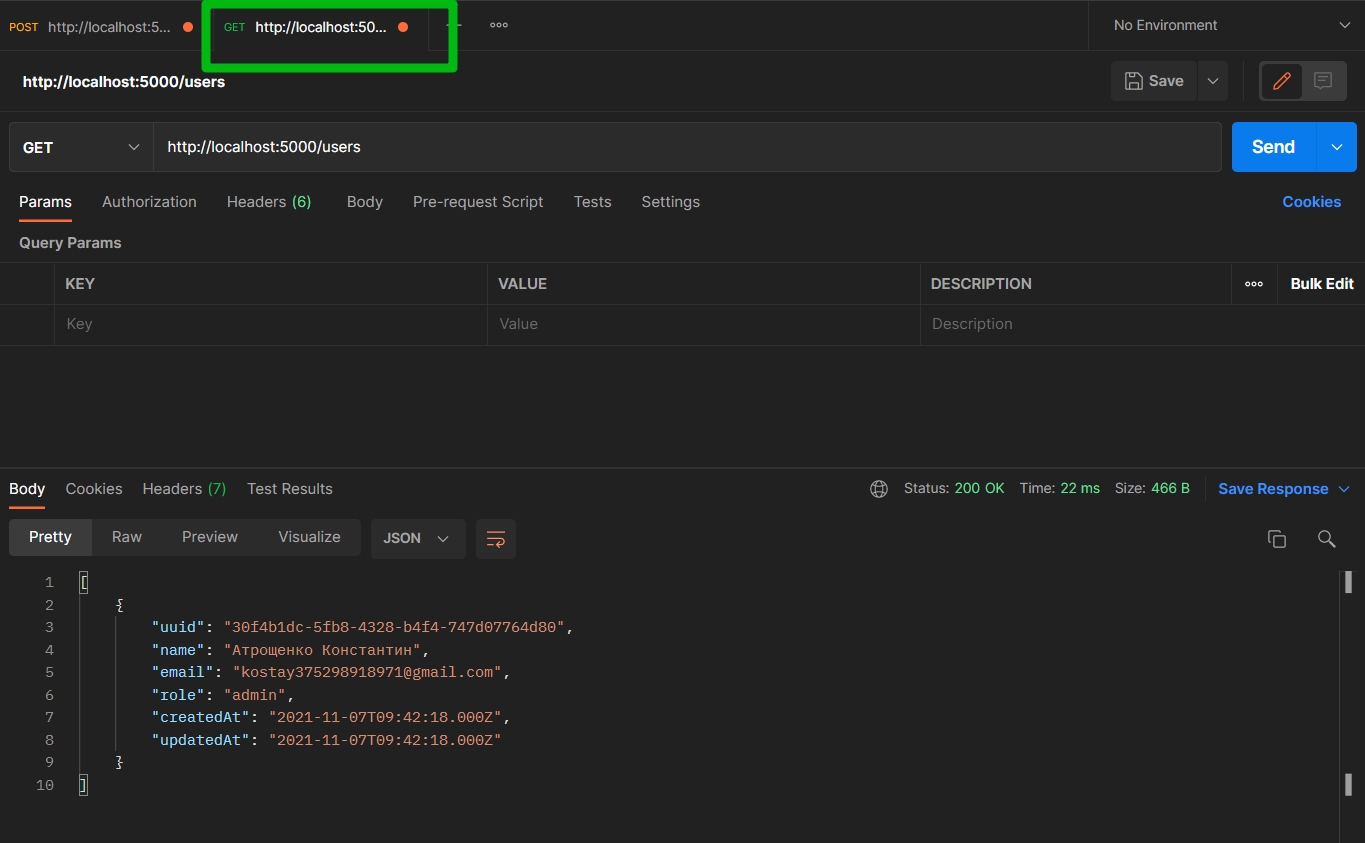 POST http://localhost:5... GET http://localhost:50... No Environment
http://localhost:5000/users Save
GET http://localhost:5000/users Send
Params Authorization Headers (6) Body Pre-request Script Tests Settings Cookies
Query Params
KEY VALUE DESCRIPTION Bulk Edit
Key Value Description
Body Cookies Headers (7) Test Results Status: 200 OK Time: 22 ms Size: 466 B Save Response
Pretty Raw Preview Visualize JSON
1 [
2 {
3 "uuid": "30f4b1dc-5fb8-4328-b4f4-747d07764d80",
4 "name": "Атрощенко Константин",
5 "email": "kostay375298918971@gmail.com",
6 "role": "admin",
7 "createdAt": "2021-11-07T09:42:18.000Z",
8 "updatedAt": "2021-11-07T09:42:18.000Z"
9 }
10 ]